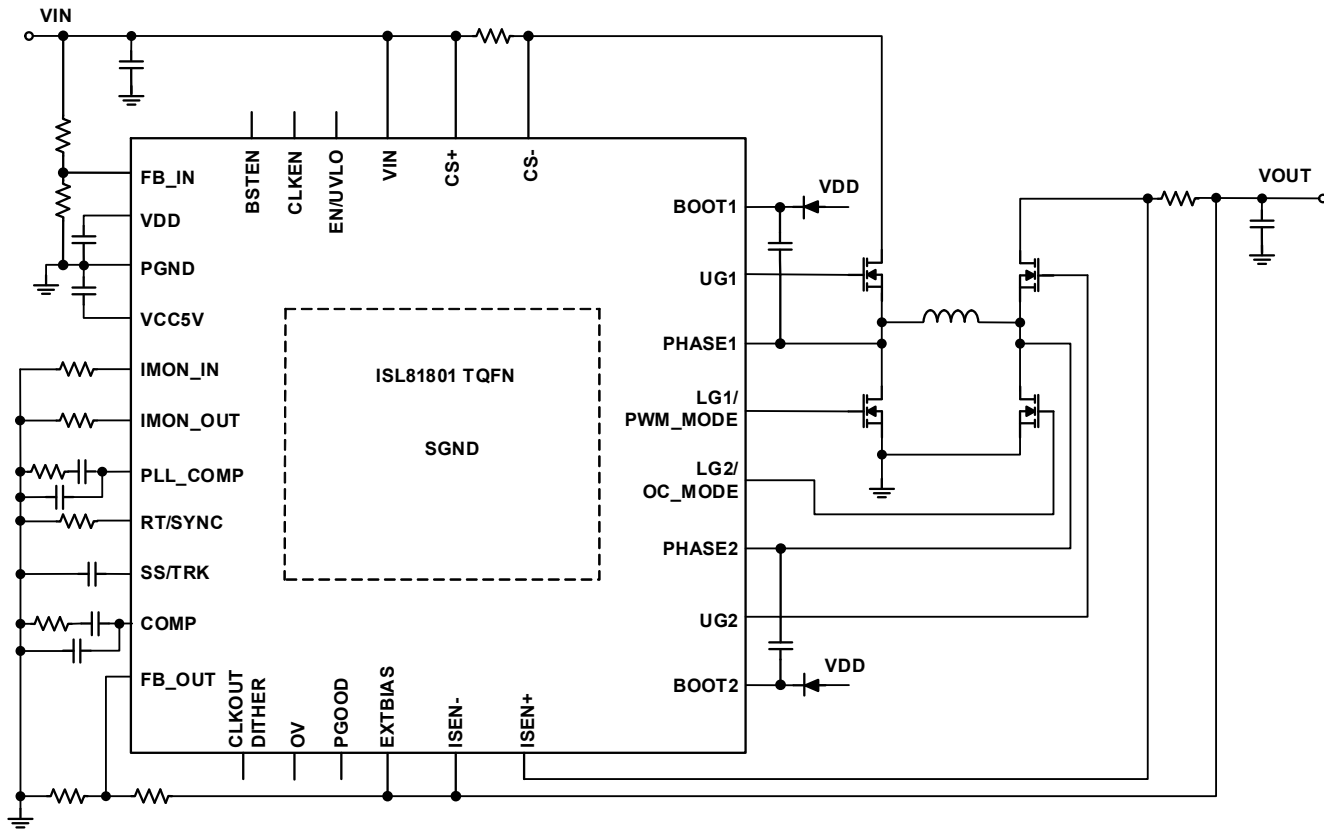 VIN
BSTEN
CLKEN
EN/UVLO
VIN
CS+
CS-
FB_IN
VDD
PGND
VCC5V
IMON_IN
IMON_OUT
PLL_COMP
RT/SYNC
SS/TRK
COMP
FB_OUT
ISL81801 TQFN
SGND
BOOT1
UG1
PHASE1
LG1/
PWM_MODE
LG2/
OC_MODE
PHASE2
UG2
BOOT2
VDD
VDD
VOUT
CLKOUT
DITHER
OV
PGOOD
EXTBIAS
ISEN-
ISEN+